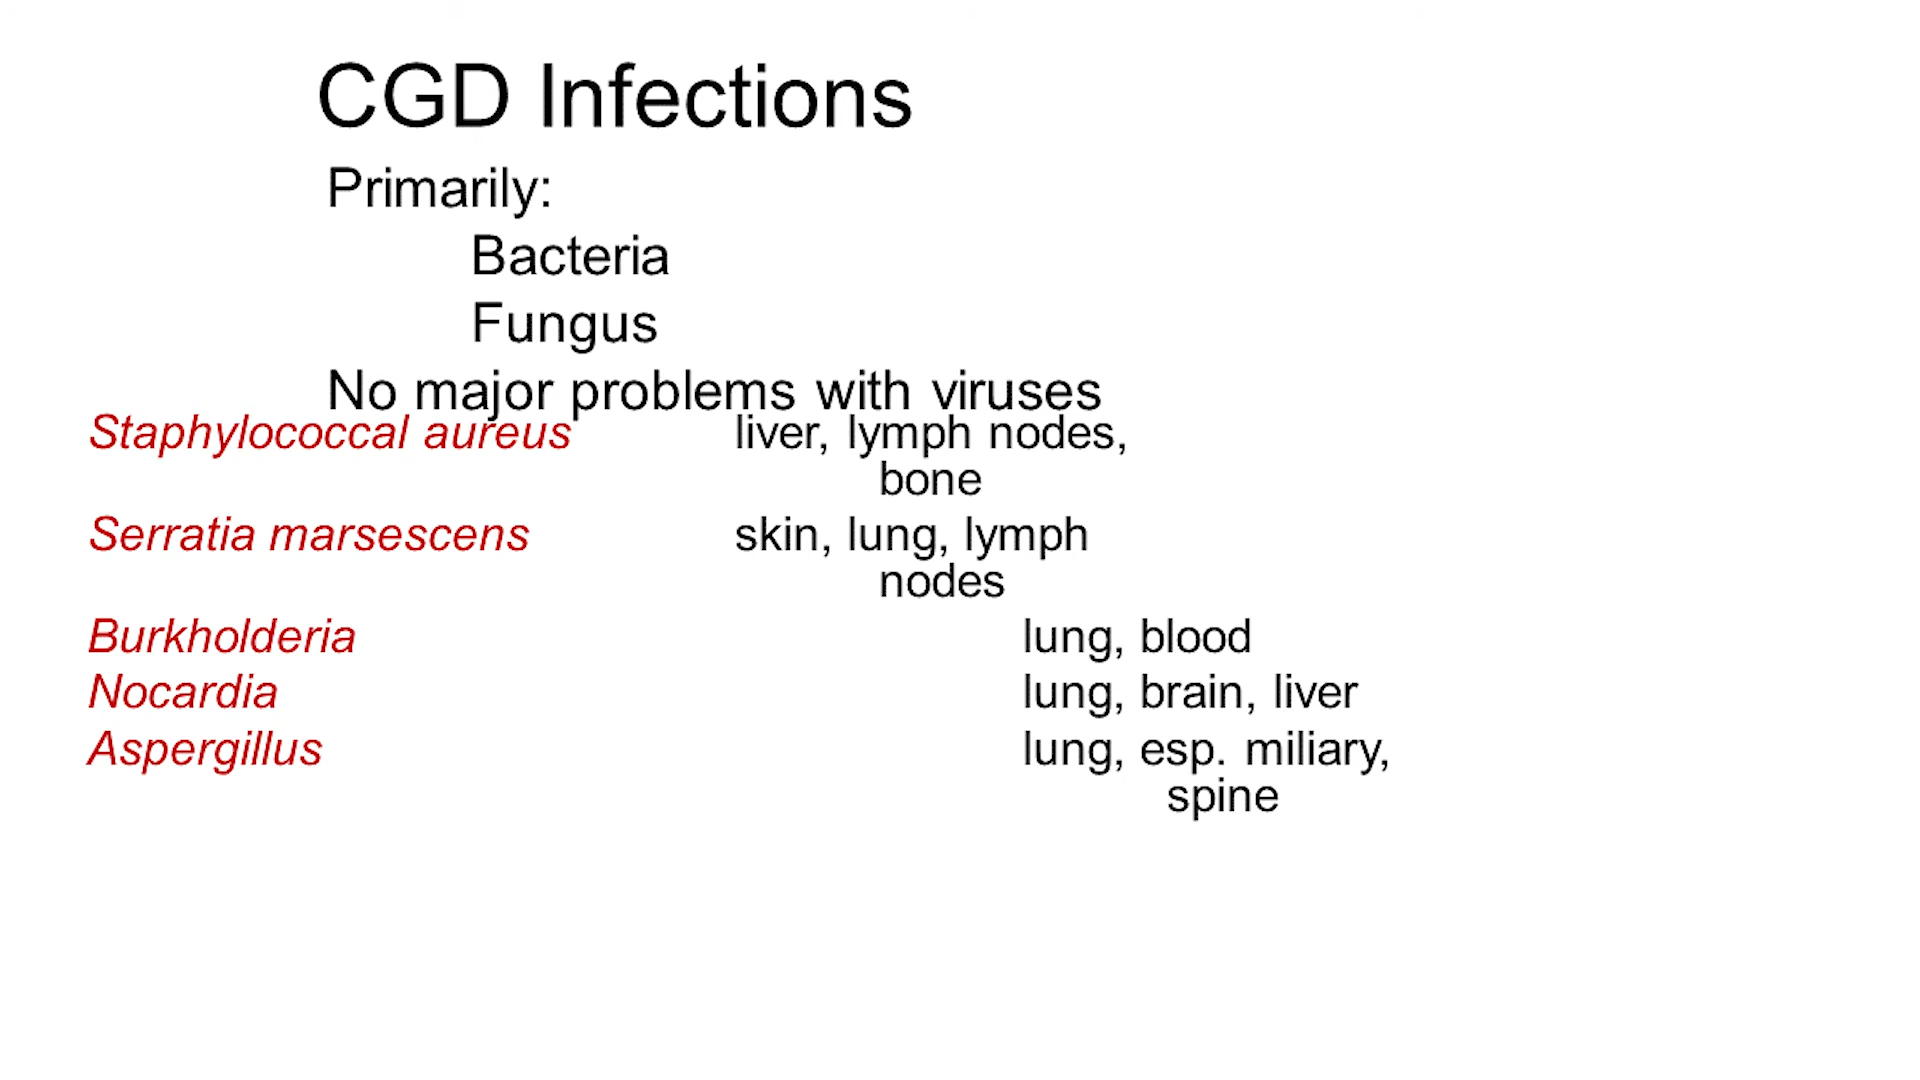 CGD Infections
Primarily:
Bacteria
Fungus
No major problems with viruses
Staphylococcal aureus liver, lymph nodes,
bone
Serratia marsescens skin, lung, lymph
nodes
Burkholderia lung, blood
Nocardia lung, brain, liver
Aspergillus lung, esp. miliary,
spine